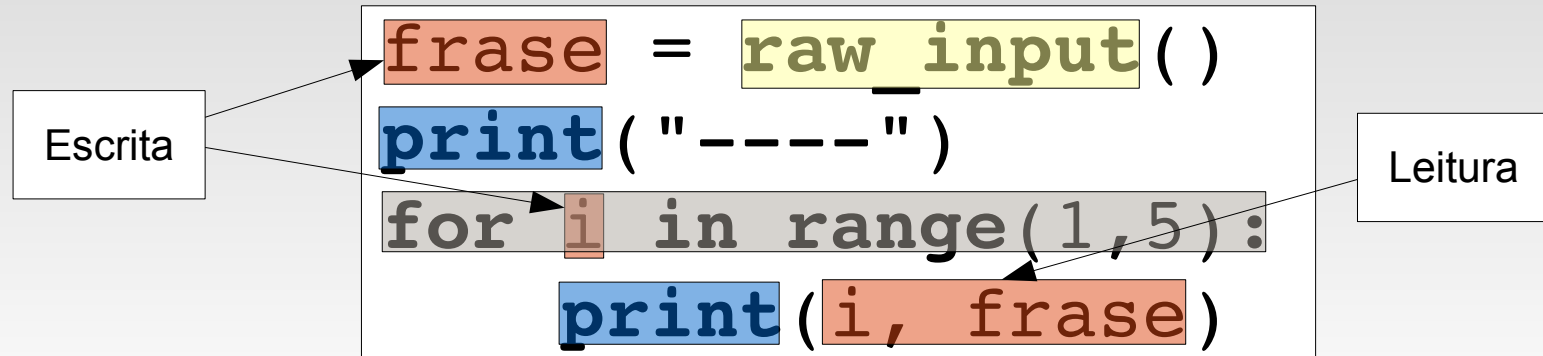 frase = raw_input()
Escrita
print("----")
Leitura
for i in range(1,5):
    print(i, frase)